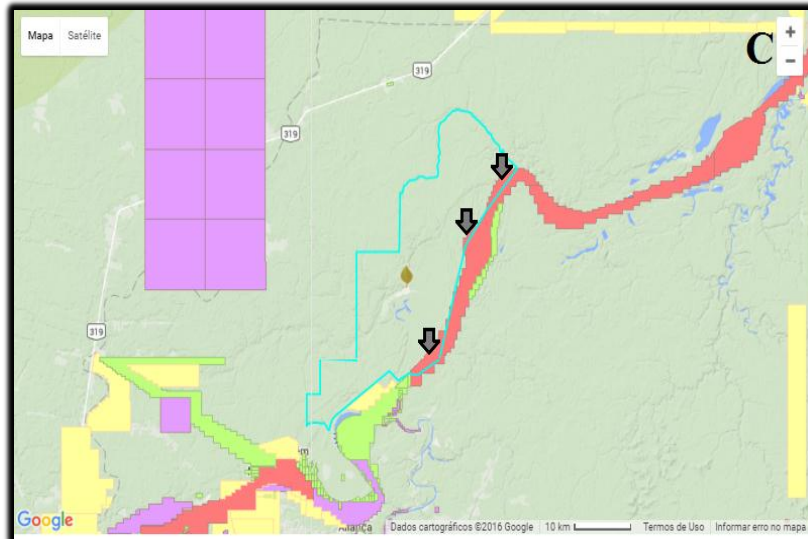 Mapa Satélite
C
+
−
319
319
319
Google
Aliança
Dados cartográficos ©2016 Google 10 km Termos de Uso Informar erro no mapa